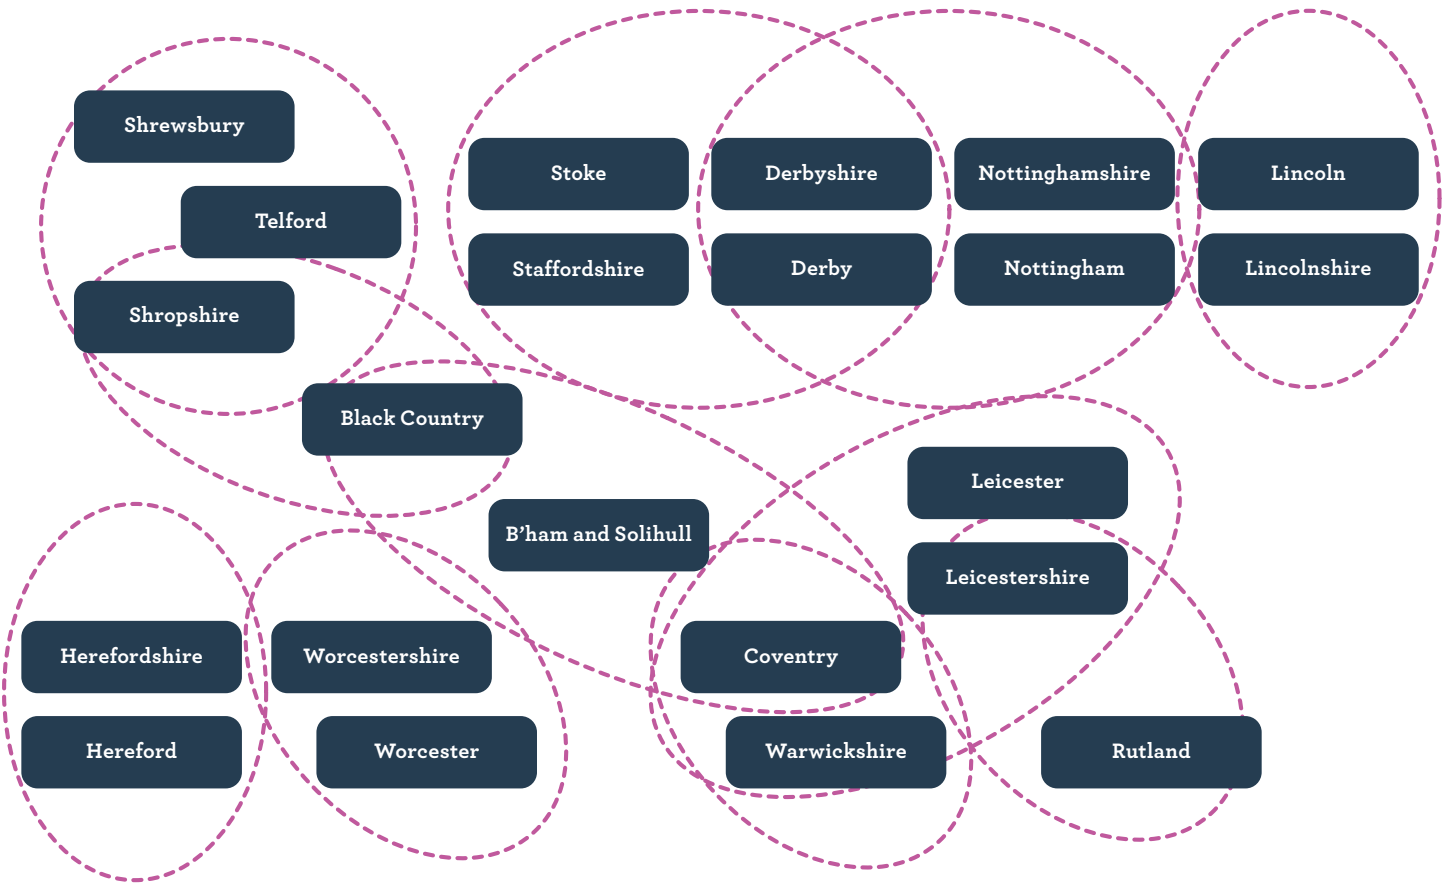 Shrewsbury
Telford
Shropshire
Stoke
Derbyshire
Nottinghamshire
Lincoln
Staffordshire
Derby
Nottingham
Lincolnshire
Black Country
B’ham and Solihull
Leicester
Leicestershire
Herefordshire
Worcestershire
Coventry
Hereford
Worcester
Warwickshire
Rutland